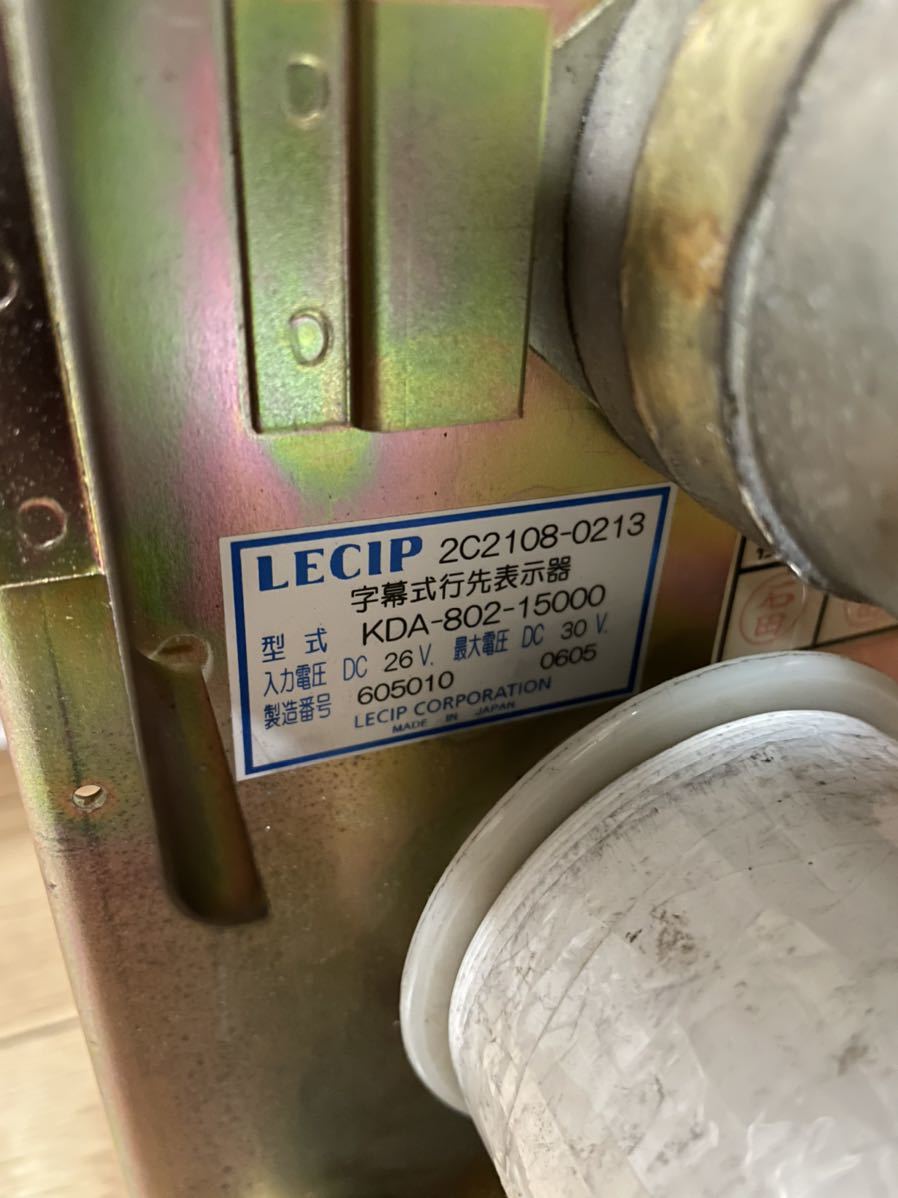 LECIP 2C2108-0213
字幕式行先表示器
型式 KDA-802-15000
入力電圧 DC 26 V. 最大電圧 DC 30 V.
製造番号 605010 0605
LECIP CORPORATION
MADE IN JAPAN
石田